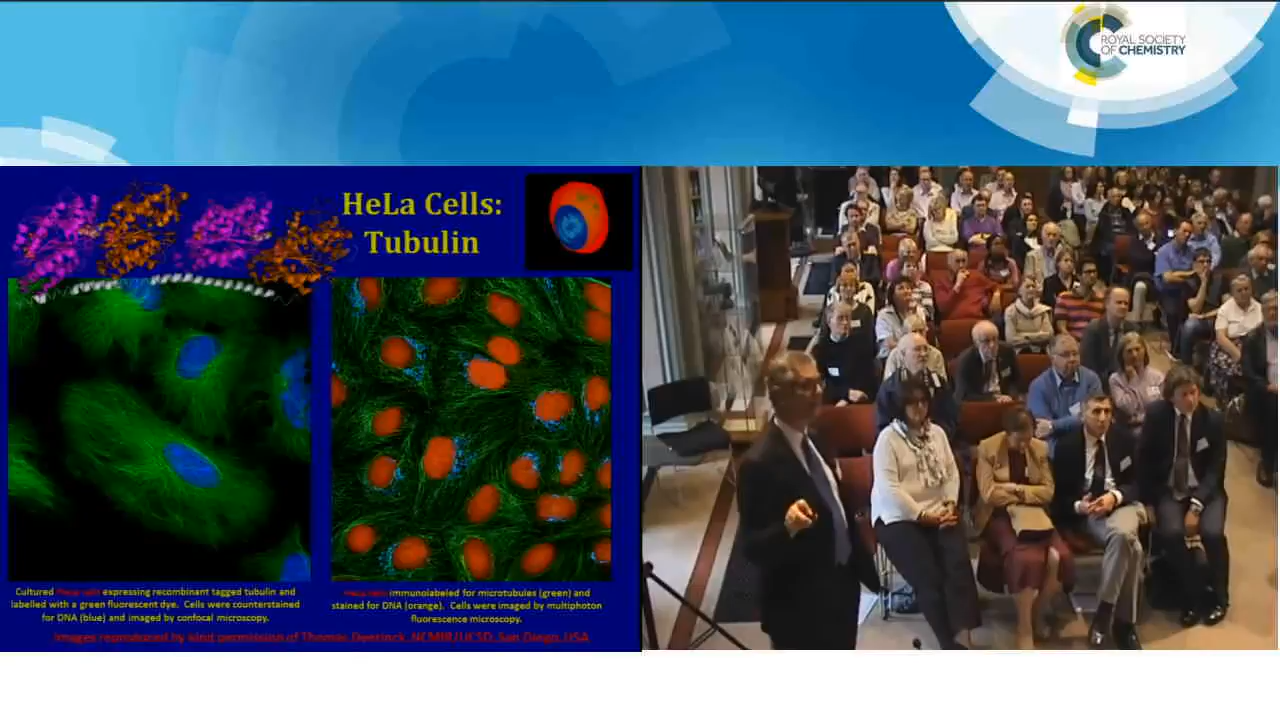 ROYAL SOCIETY
OF CHEMISTRY
HeLa Cells:
Tubulin
Cultured HeLa cells expressing recombinant tagged tubulin and
labelled with a green fluorescent dye. Cells were counterstained
for DNA (blue) and imaged by confocal microscopy.
HeLa cells immunolabeled for microtubules (green) and
stained for DNA (orange). Cells were imaged by multiphoton
fluorescence microscopy.
Images reproduced by kind permission of Thomas Deerinck, NCMIR/UCSD, San Diego, USA